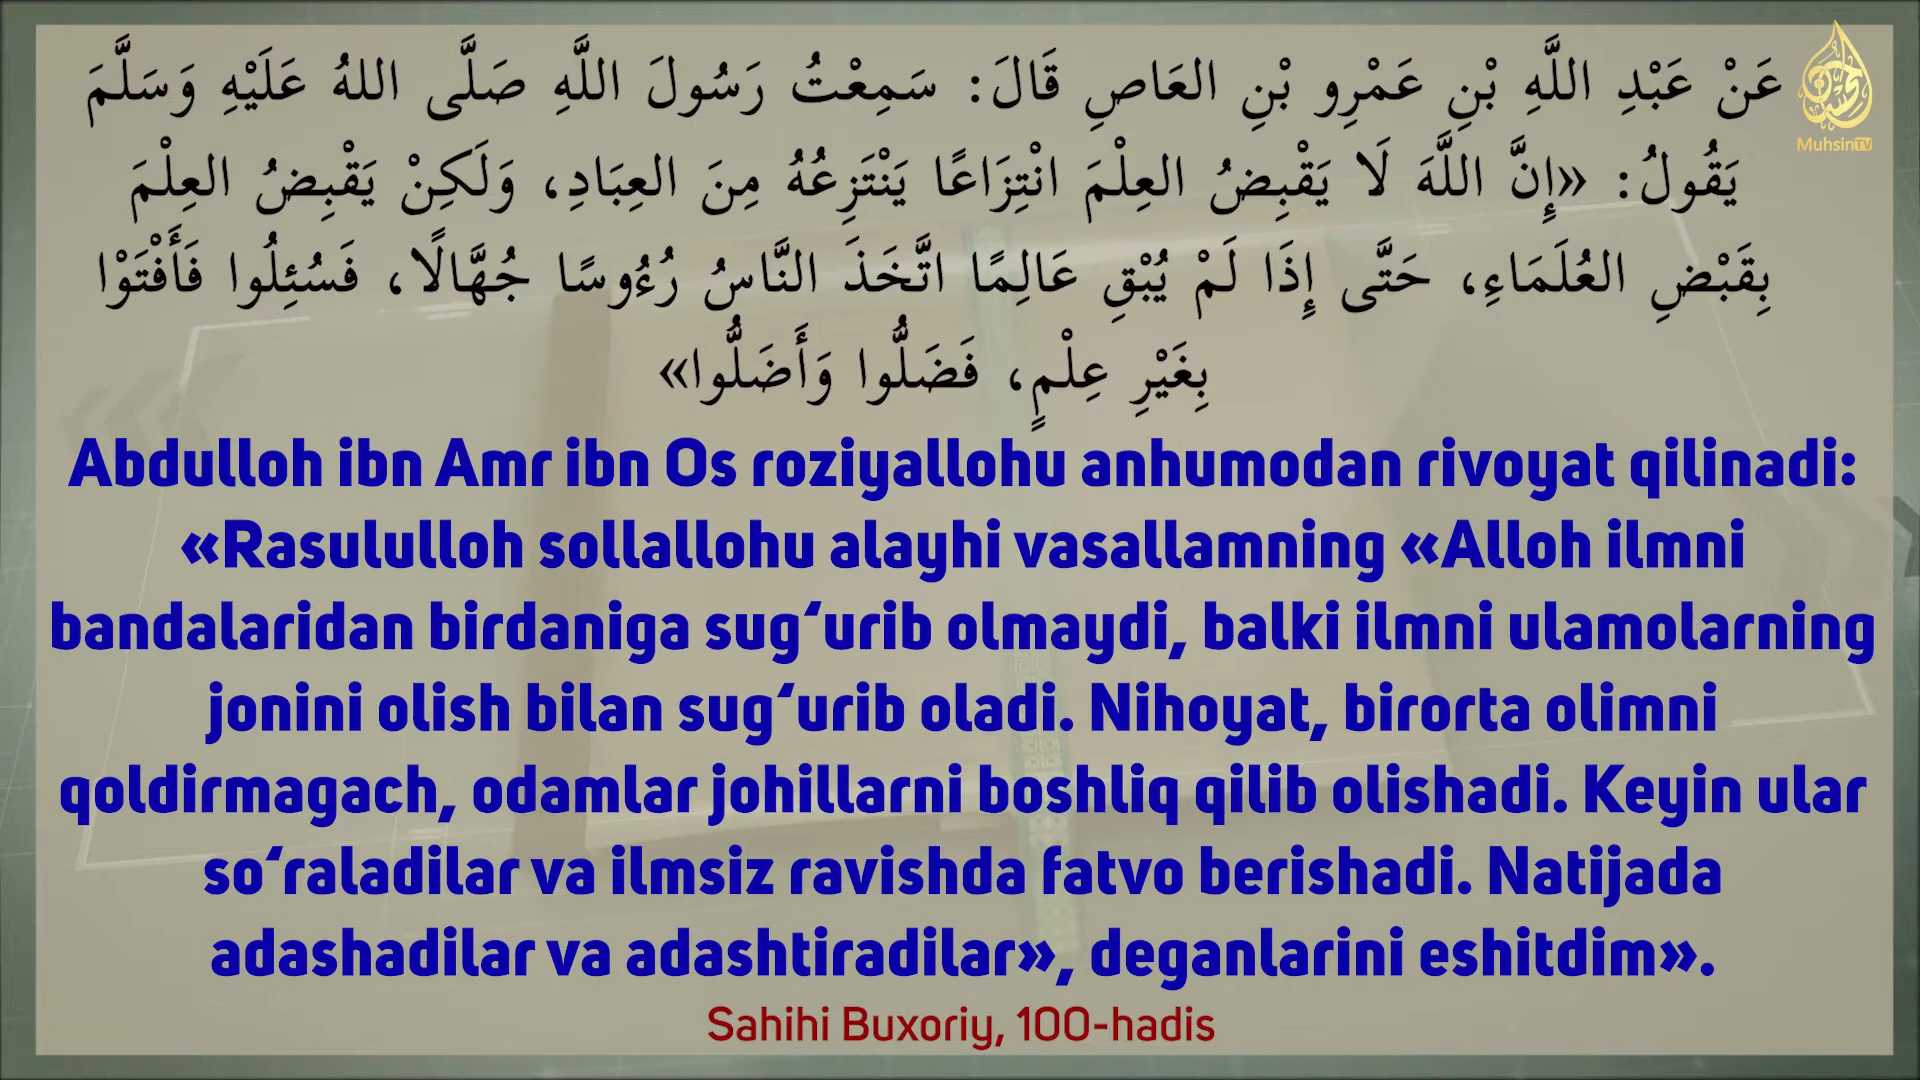 عَنْ عَبْدِ اللَّهِ بْنِ عَمْرِو بْنِ العَاصِ قَالَ: سَمِعْتُ رَسُولَ اللَّهِ صَلَّى اللهُ عَلَيْهِ وَسَلَّمَ
يَقُولُ: «إِنَّ اللَّهَ لَا يَقْبِضُ العِلْمَ انْتِزَاعًا يَنْتَزِعُهُ مِنَ العِبَادِ، وَلَكِنْ يَقْبِضُ العِلْمَ
بِقَبْضِ العُلَمَاءِ، حَتَّى إِذَا لَمْ يُبْقِ عَالِمًا اتَّخَذَ النَّاسُ رُءُوسًا جُهَّالًا، فَسُئِلُوا فَأَفْتَوْا
بِغَيْرِ عِلْمٍ، فَضَلُّوا وَأَضَلُّوا»
MuhsinTV
Abdulloh ibn Amr ibn Os roziyallohu anhumodan rivoyat qilinadi:
«Rasululloh sollallohu alayhi vasallamning «Alloh ilmni
bandalaridan birdaniga sug‘urib olmaydi, balki ilmni ulamolarning
jonini olish bilan sug‘urib oladi. Nihoyat, birorta olimni
qoldirmagach, odamlar johillarni boshliq qilib olishadi. Keyin ular
so‘raladilar va ilmsiz ravishda fatvo berishadi. Natijada
adashadilar va adashtiradilar», deganlarini eshitdim».
Sahihi Buxoriy, 100-hadis